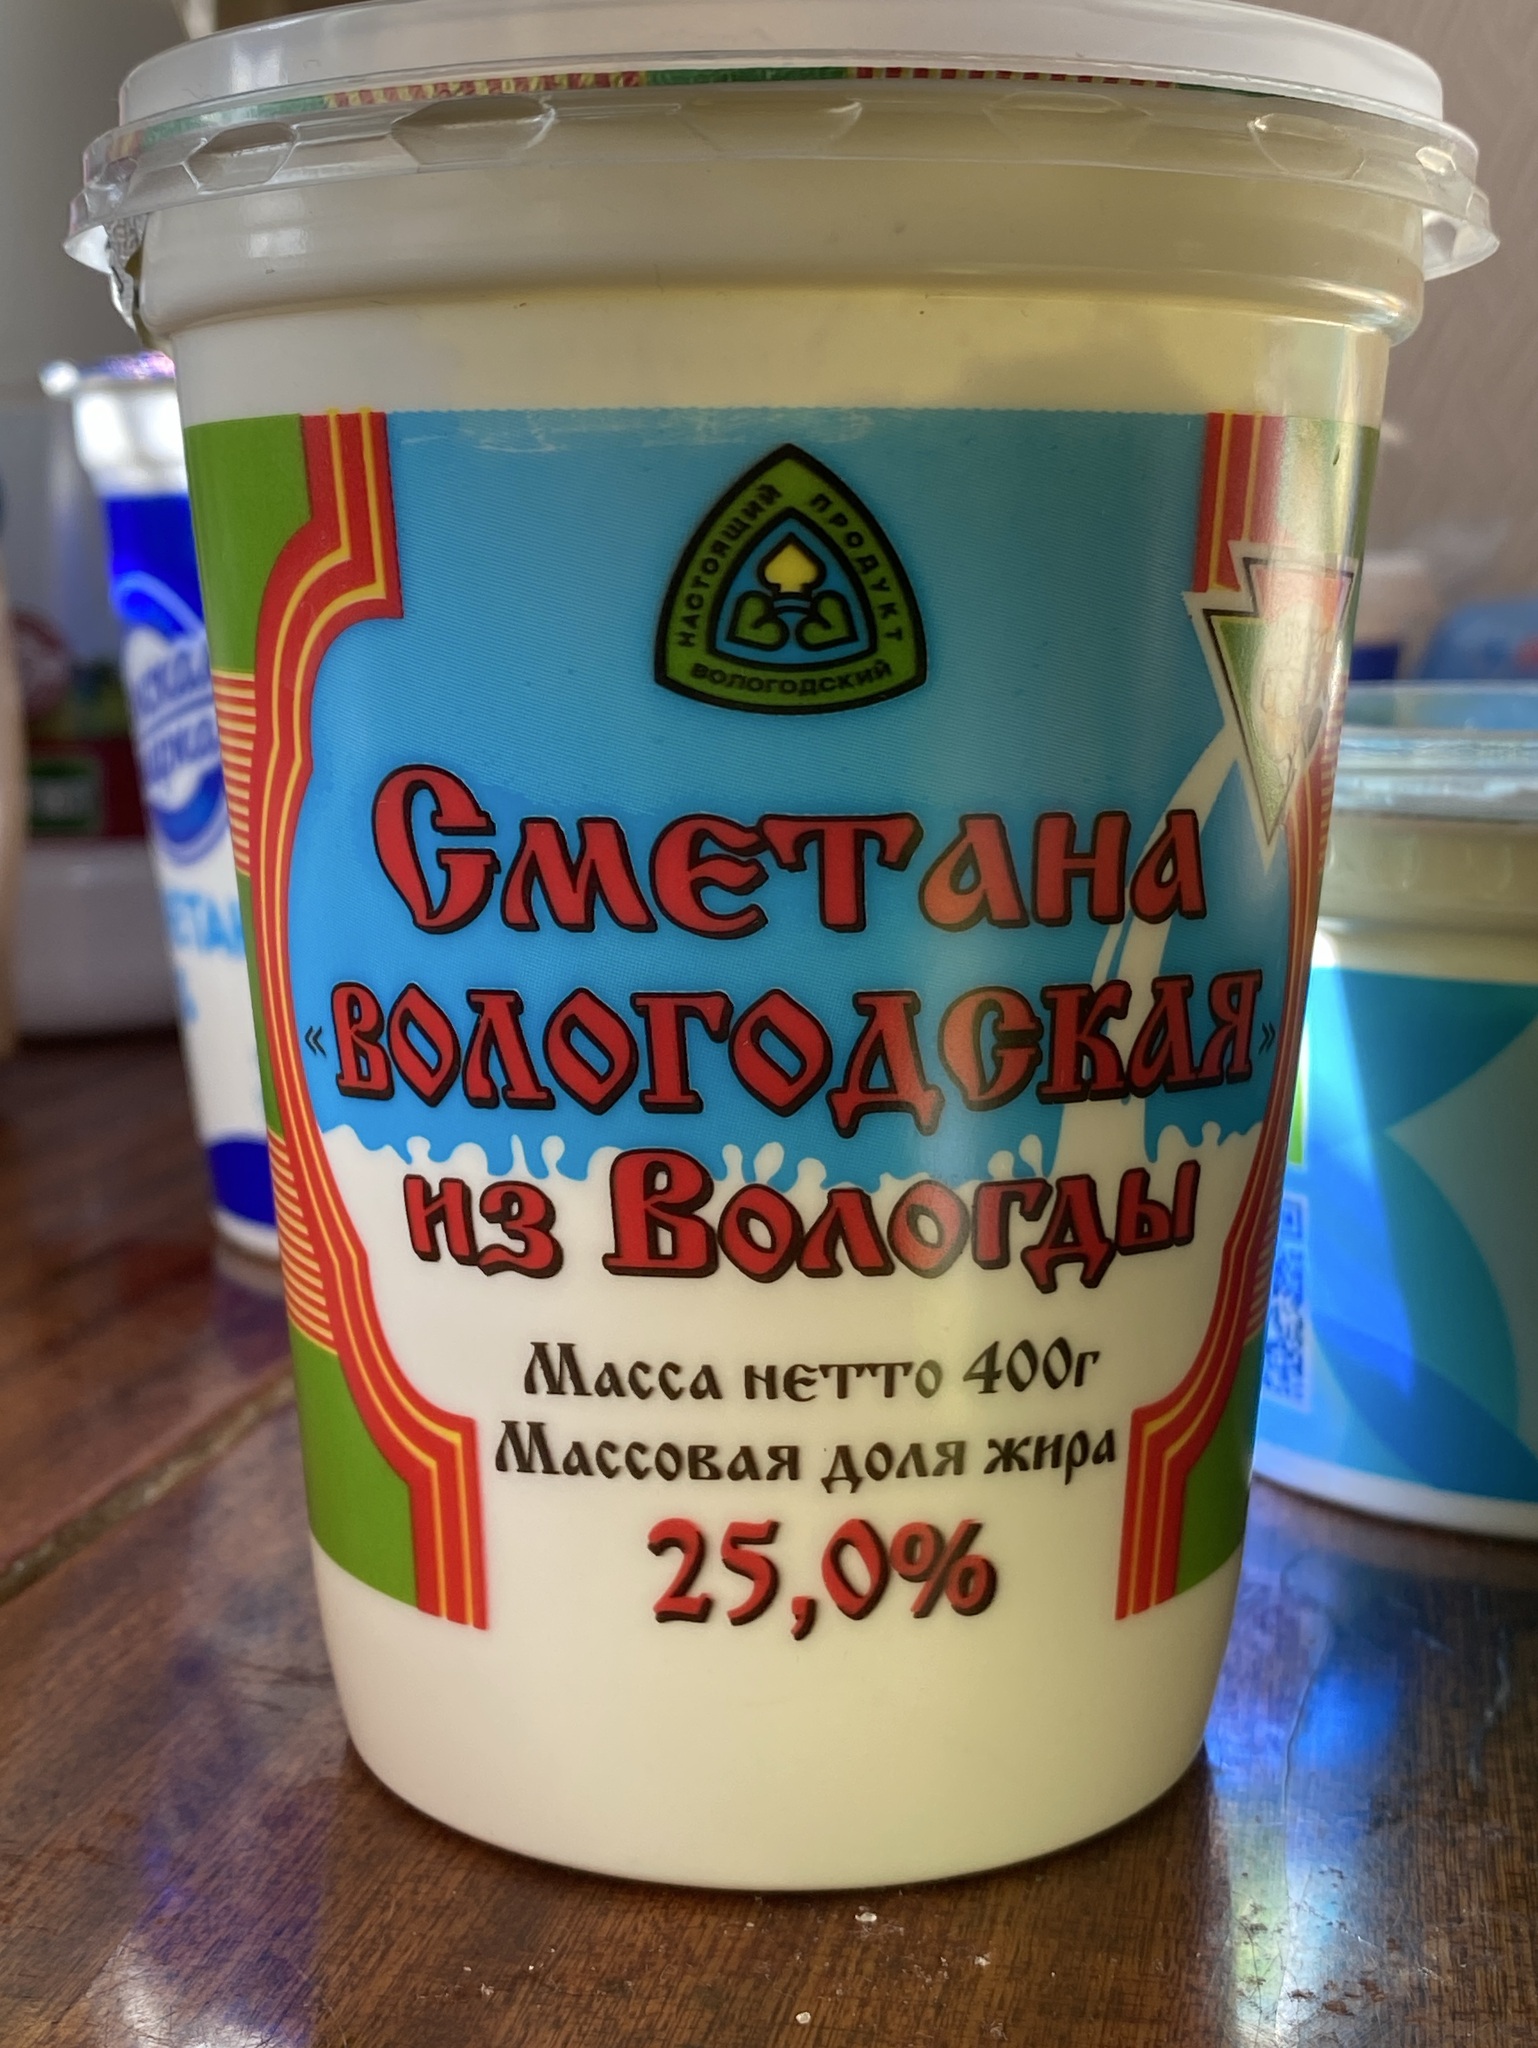 НАСТОЯЩИЙ ПРОДУКТ
ВОЛОГОДСКИЙ
Сметана
«вологодская»
из Вологды
Масса нетто 400г
Массовая доля жира
25,0%